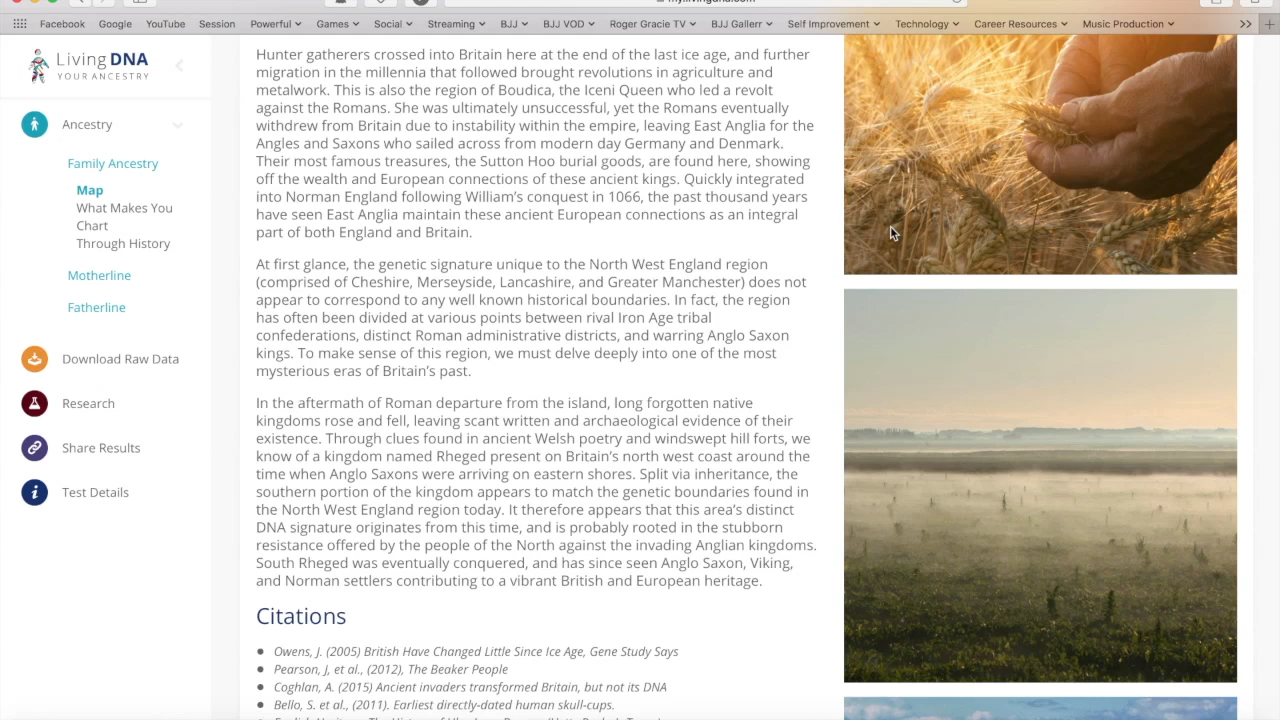 Facebook Google YouTube Session Powerful Games Social Streaming BJJ BJJ VOD Roger Gracie TV BJJ Gallerr Self Improvement Technology Career Resources Music Production
Living DNA
YOUR ANCESTRY
Ancestry
Family Ancestry
Map
What Makes You
Chart
Through History
Motherline
Fatherline
Download Raw Data
Research
Share Results
Test Details
Hunter gatherers crossed into Britain here at the end of the last ice age, and further
migration in the millennia that followed brought revolutions in agriculture and
metalwork. This is also the region of Boudica, the Iceni Queen who led a revolt
against the Romans. She was ultimately unsuccessful, yet the Romans eventually
withdrew from Britain due to instability within the empire, leaving East Anglia for the
Angles and Saxons who sailed across from modern day Germany and Denmark.
Their most famous treasures, the Sutton Hoo burial goods, are found here, showing
off the wealth and European connections of these ancient kings. Quickly integrated
into Norman England following William's conquest in 1066, the past thousand years
have seen East Anglia maintain these ancient European connections as an integral
part of both England and Britain.
At first glance, the genetic signature unique to the North West England region
(comprised of Cheshire, Merseyside, Lancashire, and Greater Manchester) does not
appear to correspond to any well known historical boundaries. In fact, the region
has often been divided at various points between rival Iron Age tribal
confederations, distinct Roman administrative districts, and warring Anglo Saxon
kings. To make sense of this region, we must delve deeply into one of the most
mysterious eras of Britain's past.
In the aftermath of Roman departure from the island, long forgotten native
kingdoms rose and fell, leaving scant written and archaeological evidence of their
existence. Through clues found in ancient Welsh poetry and windswept hill forts, we
know of a kingdom named Rheged present on Britain's north west coast around the
time when Anglo Saxons were arriving on eastern shores. Split via inheritance, the
southern portion of the kingdom appears to match the genetic boundaries found in
the North West England region today. It therefore appears that this area's distinct
DNA signature originates from this time, and is probably rooted in the stubborn
resistance offered by the people of the North against the invading Anglian kingdoms.
South Rheged was eventually conquered, and has since seen Anglo Saxon, Viking,
and Norman settlers contributing to a vibrant British and European heritage.
Citations
Owens, J. (2005) British Have Changed Little Since Ice Age, Gene Study Says
Pearson, J, et al., (2012), The Beaker People
Coghlan, A. (2015) Ancient invaders transformed Britain, but not its DNA
Bello, S. et al., (2011). Earliest directly-dated human skull-cups.